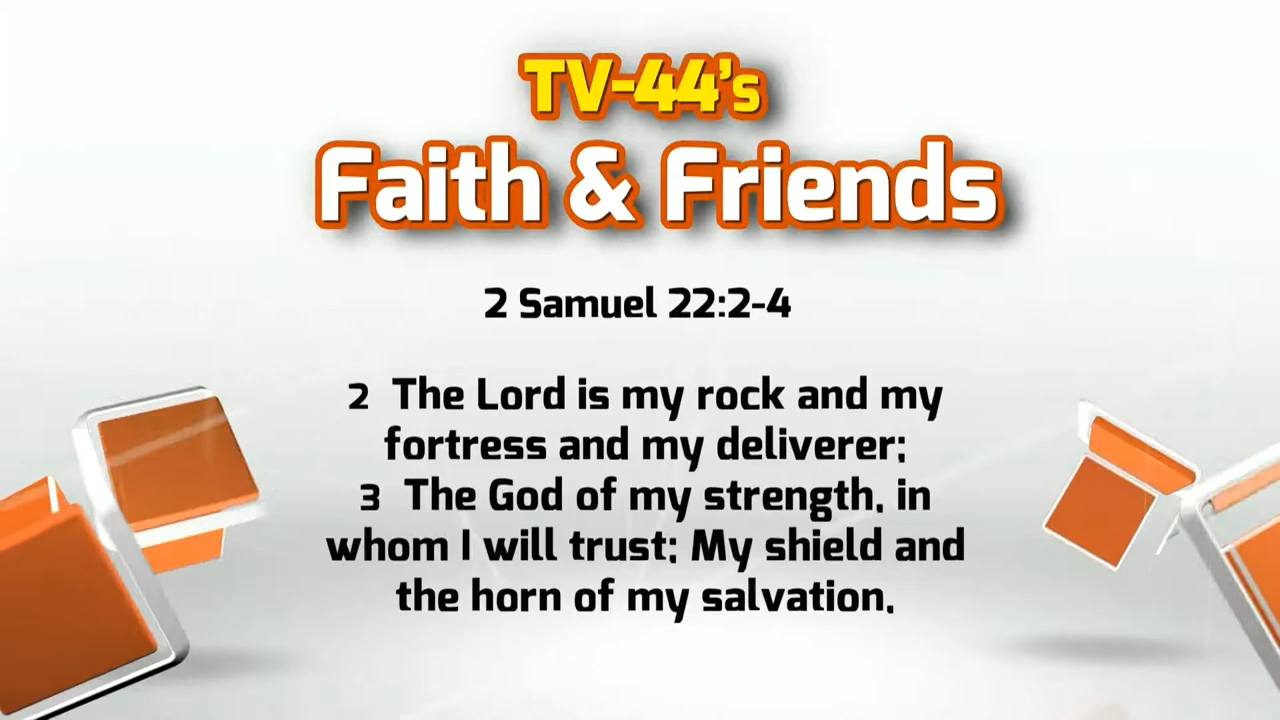 TV-44's
Faith & Friends
2 Samuel 22:2-4
2 The Lord is my rock and my
fortress and my deliverer;
3 The God of my strength, in
whom I will trust; My shield and
the horn of my salvation,